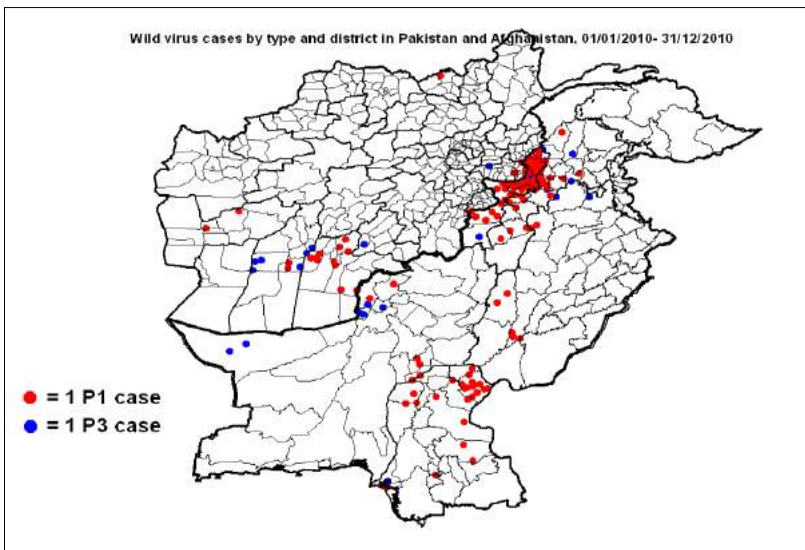 Wild virus cases by type and district in Pakistan and Afghanistan, 01/01/2010- 31/12/2010
= 1 P1 case
= 1 P3 case